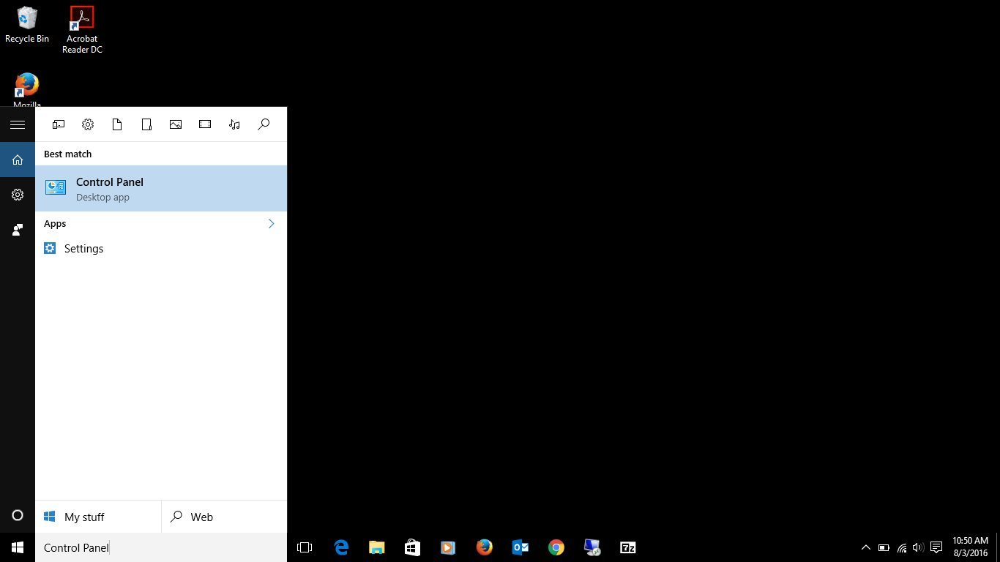 Recycle Bin
Acrobat
Reader DC
Mozilla
Best match
Control Panel
Desktop app
Apps
Settings
My stuff
Web
Control Panel
7z
10:50 AM
8/3/2016